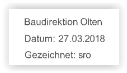 Baudirektion Olten
Datum: 27.03.2018
Gezeichnet: sro